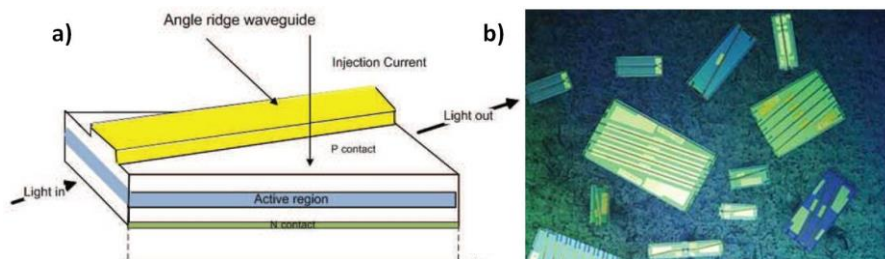 a)
Angle ridge waveguide
b)
Injection Current
Light out
P contact
Light in
Active region
N contact